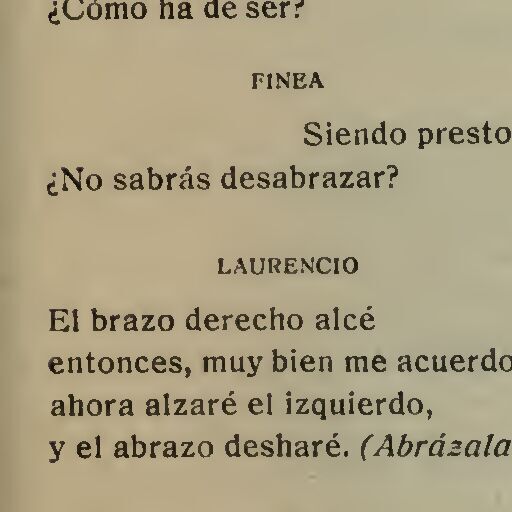 ¿Cómo ha de ser?
FINEA
Siendo presto
¿No sabrás desabrazar?
LAURENCIO
El brazo derecho alcé
entonces, muy bien me acuerdo
ahora alzaré el izquierdo,
y el abrazo desharé. (Abrázala